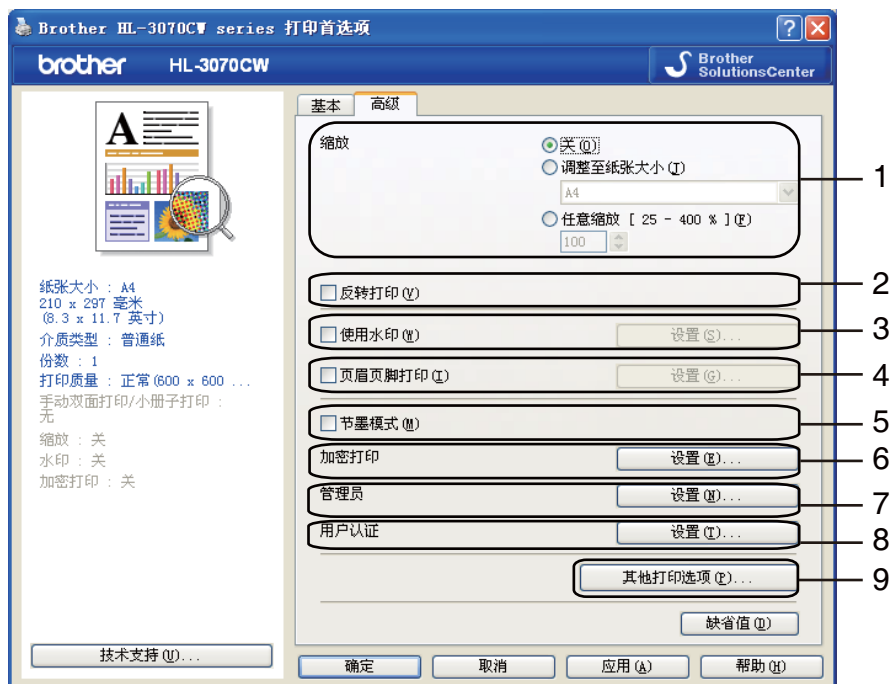 Brother HL-3070CW series 打印首选项
brother HL-3070CW
Brother SolutionsCenter
基本 高级
缩放
关(O)
调整至纸张大小(I)
A4
任意缩放 [ 25 - 400 % ](F)
100
1
反转打印(V)
2
使用水印(W) 设置(S)...
3
页眉页脚打印(I) 设置(G)...
4
节墨模式(M)
5
加密打印 设置(E)...
6
管理员 设置(N)...
7
用户认证 设置(T)...
8
其他打印选项(P)...
9
缺省值(D)
A
纸张大小 : A4
210 x 297 毫米
(8.3 x 11.7 英寸)
介质类型 : 普通纸
份数 : 1
打印质量 : 正常(600 x 600 ...
手动双面打印/小册子打印 :
无
缩放 : 关
水印 : 关
加密打印 : 关
技术支持(U)...
确定 取消 应用(A) 帮助(H)